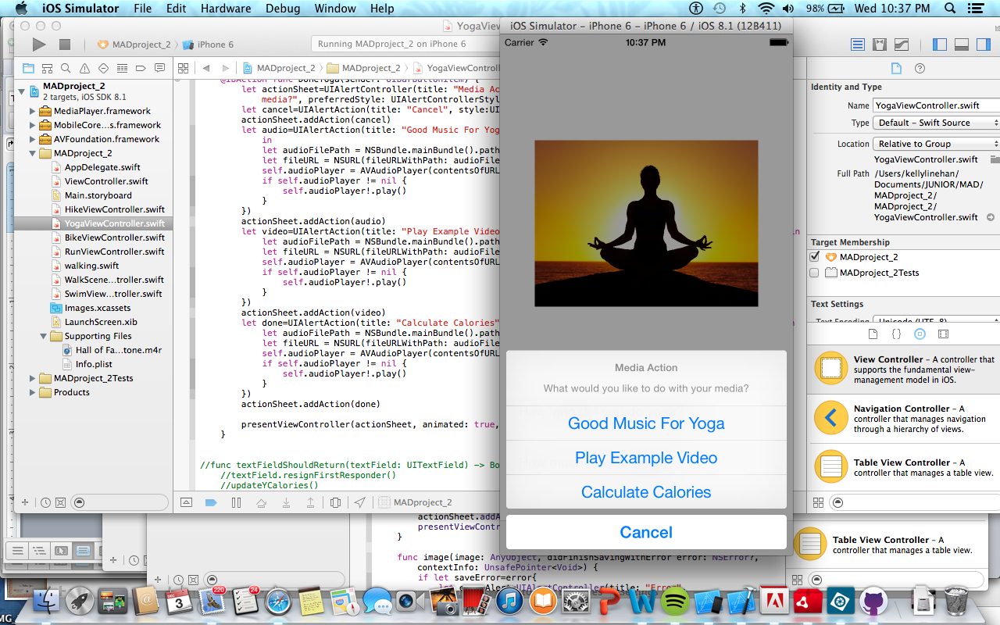 iOS Simulator File Edit Hardware Debug Window Help 98% Wed 10:37 PM
YogaView
MADproject_2 iPhone 6 Running MADproject_2 on iPhone 6
MADproject_2 MADproject_2 YogaViewControll
MADproject_2
2 targets, iOS SDK 8.1
MediaPlayer.framework
MobileCore...s.framework
AVFoundation.framework
MADproject_2
AppDelegate.swift
ViewController.swift
Main.storyboard
HikeViewController.swift
YogaViewController.swift
BikeViewController.swift
RunViewController.swift
walking.swift
WalkScene...troller.swift
SwimView...troller.swift
Images.xcassets
LaunchScreen.xib
Supporting Files
Hall of Fa...tone.m4r
Info.plist
MADproject_2Tests
Products
@IBAction func DoneYoga(sender: UIBarButtonItem) {
let actionSheet=UIAlertController(title: "Media Ac
media?", preferredStyle: UIAlertControllerStyl
let cancel=UIAlertAction(title: "Cancel", style:UI
actionSheet.addAction(cancel)
let audio=UIAlertAction(title: "Good Music For Yog
in
let audioFilePath = NSBundle.mainBundle().path
let fileURL = NSURL(fileURLWithPath: audioFile
self.audioPlayer = AVAudioPlayer(contentsOfURL
if self.audioPlayer != nil {
self.audioPlayer!.play()
}
})
actionSheet.addAction(audio)
let video=UIAlertAction(title: "Play Example Video in
let audioFilePath = NSBundle.mainBundle().path
let fileURL = NSURL(fileURLWithPath: audioFile
self.audioPlayer = AVAudioPlayer(contentsOfURL
if self.audioPlayer != nil {
self.audioPlayer!.play()
}
})
actionSheet.addAction(video)
let done=UIAlertAction(title: "Calculate Calories"
let audioFilePath = NSBundle.mainBundle().path
let fileURL = NSURL(fileURLWithPath: audioFile
self.audioPlayer = AVAudioPlayer(contentsOfURL
if self.audioPlayer != nil {
self.audioPlayer!.play()
}
})
actionSheet.addAction(done)
presentViewController(actionSheet, animated: true,
}
//func textFieldShouldReturn(textField: UITextField) -> Bo
//textField.resignFirstResponder()
//updateYCalories()
MADproject_2
actionSheet.addA
presentViewContr
}
func image(image: AnyObject, didFinishSavingWithError error: NSError?,
contextInfo: UnsafePointer<Void>) {
if let saveError=error{
UIAlertController(title: "Error"
iOS Simulator – iPhone 6 – iPhone 6 / iOS 8.1 (12B411)
Carrier 10:37 PM
Media Action
What would you like to do with your media?
Good Music For Yoga
Play Example Video
Calculate Calories
Cancel
Identity and Type
Name YogaViewController.swift
Type Default – Swift Source
Location Relative to Group
YogaViewController.swift
Full Path /Users/kellylinehan/
Documents/JUNIOR/MAD/
MADproject_2/
MADproject_2/
YogaViewController.swift
Target Membership
MADproject_2
MADproject_2Tests
Text Settings
Text Encoding Unicode (UTF-8)
View Controller – A controller that
supports the fundamental view-
management model in iOS.
Navigation Controller – A
controller that manages navigation
through a hierarchy of views.
Table View Controller – A
controller that manages a table view.
Table View Controller – A
controller that manages a table view.
DEC
3
220
24
MG_